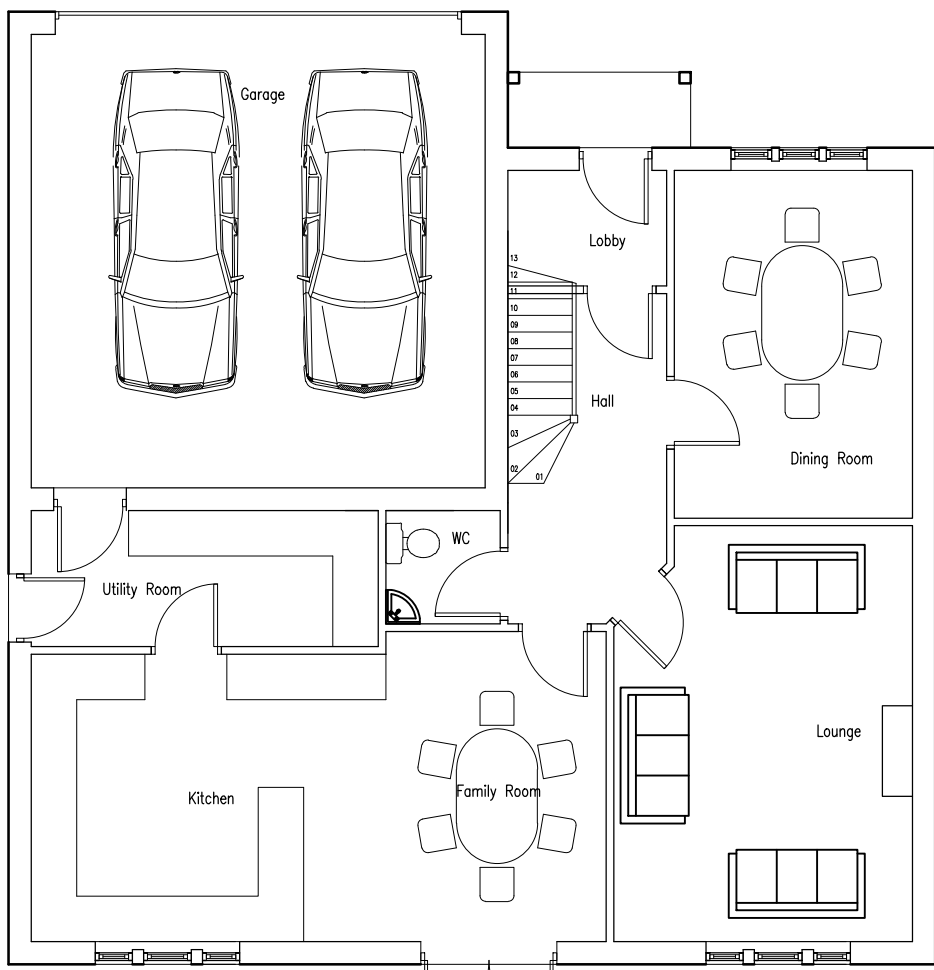 Garage
Lobby
13
12
11
10
09
08
07
06
05
04
03
02
01
Hall
Dining Room
WC
Utility Room
Lounge
Kitchen
Family Room